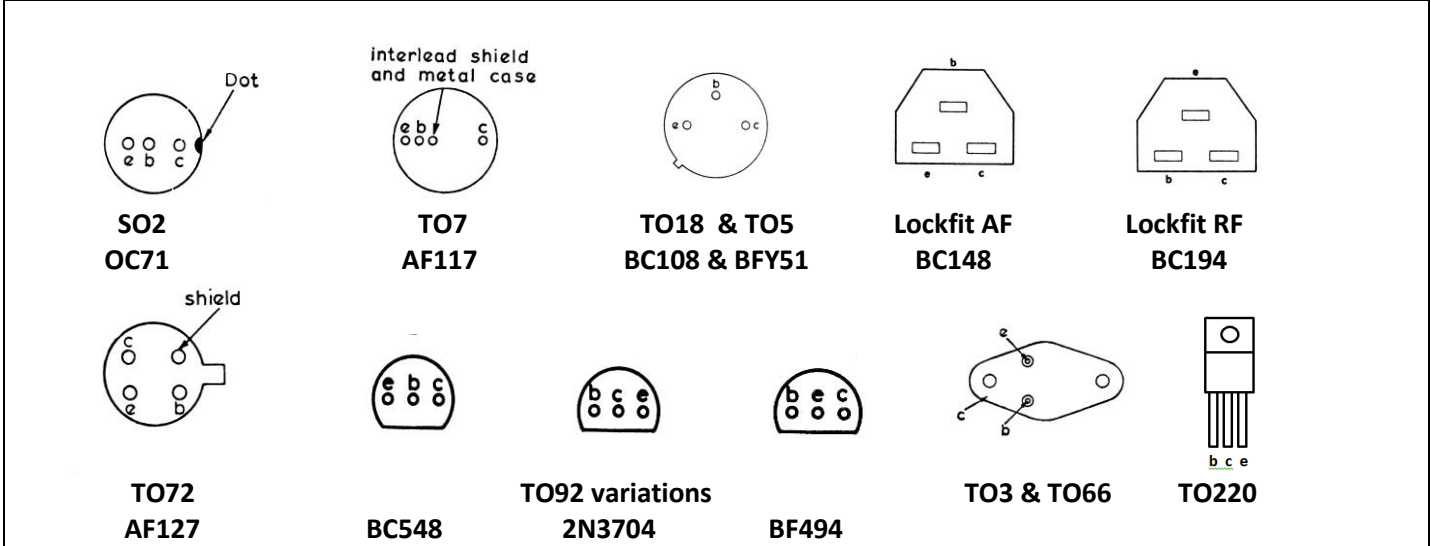 interlead shield
and metal case
Dot
b
e
e b c
e b c
e c
e c
b c
SO2 TO7 TO18 & TO5 Lockfit AF Lockfit RF
OC71 AF117 BC108 & BFY51 BC148 BC194
shield
c
e b
e b c
b c e
b e c
e
c
b
b c e
TO72 TO92 variations TO3 & TO66 TO220
AF127 BC548 2N3704 BF494